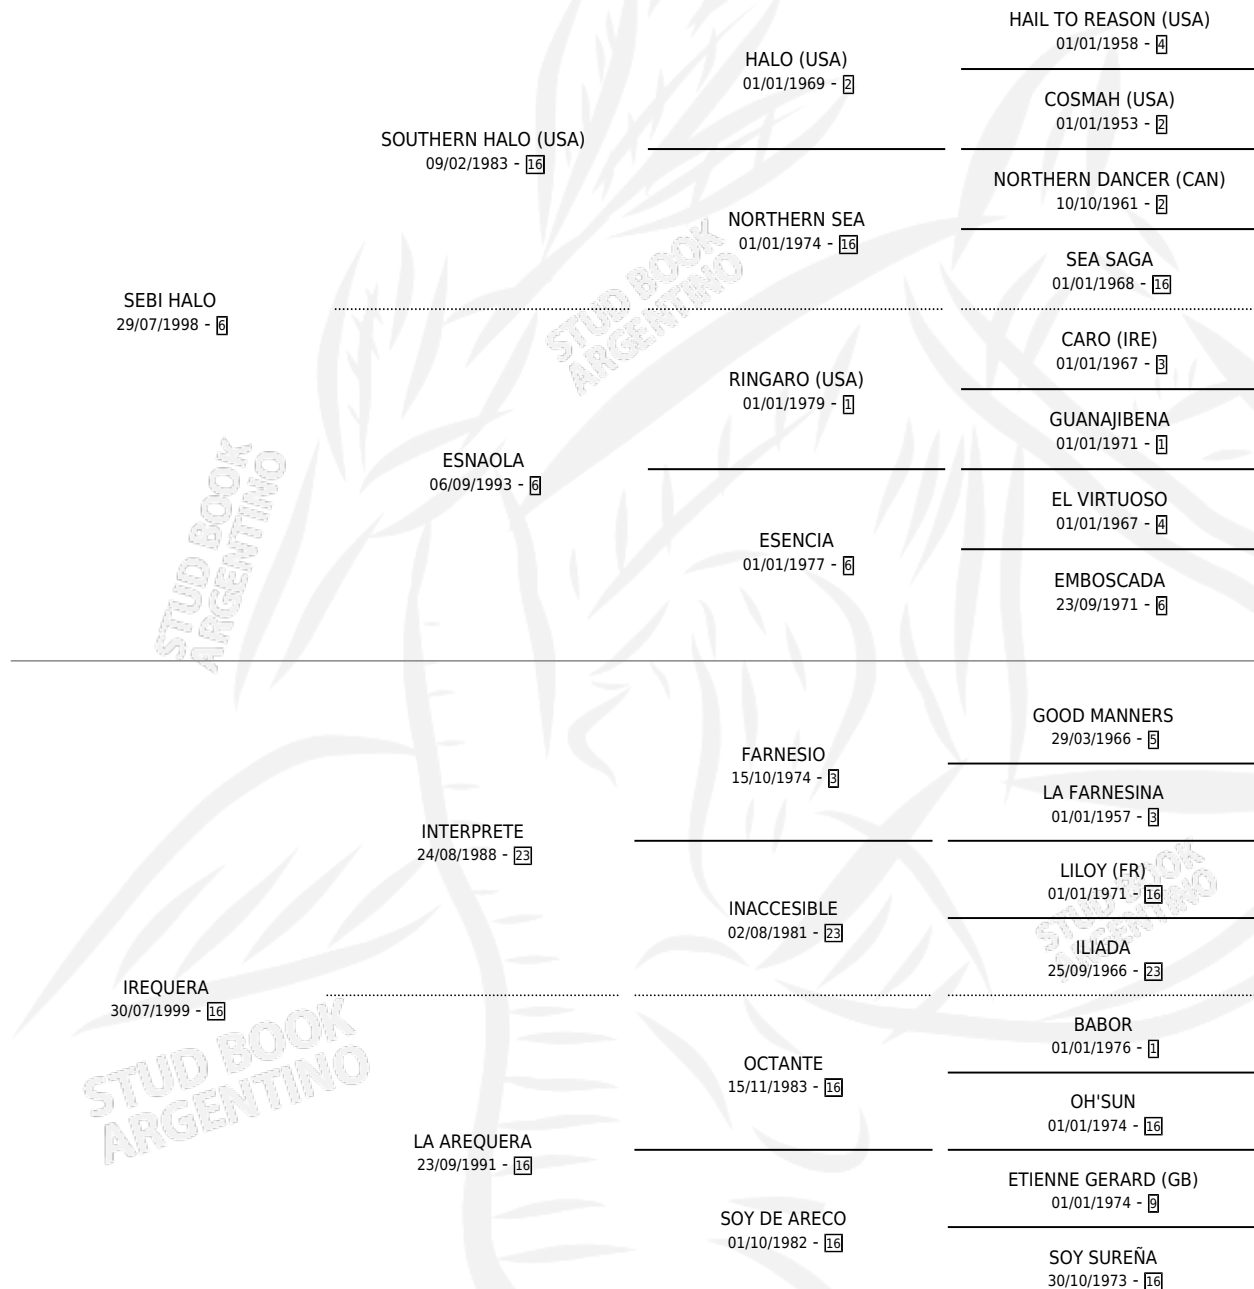 HAIL TO REASON (USA)
01/01/1958 - 4
HALO (USA)
01/01/1969 - 2
COSMAH (USA)
01/01/1953 - 2
SOUTHERN HALO (USA)
09/02/1983 - 16
NORTHERN DANCER (CAN)
10/10/1961 - 2
NORTHERN SEA
01/01/1974 - 16
SEA SAGA
01/01/1968 - 16
SEBI HALO
29/07/1998 - 6
CARO (IRE)
01/01/1967 - 3
RINGARO (USA)
01/01/1979 - 1
GUANAJIBENA
01/01/1971 - 1
ESNAOLA
06/09/1993 - 6
EL VIRTUOSO
01/01/1967 - 4
ESENCIA
01/01/1977 - 6
EMBOSCADA
23/09/1971 - 6
STUD BOOK
ARGENTINO
STUD BOOK
ARGENTINO
GOOD MANNERS
29/03/1966 - 5
FARNESIO
15/10/1974 - 3
LA FARNESINA
01/01/1957 - 3
INTERPRETE
24/08/1988 - 23
LILOY (FR)
01/01/1971 - 16
INACCESIBLE
02/08/1981 - 23
ILIADA
25/09/1966 - 23
IREQUERA
30/07/1999 - 16
BABOR
01/01/1976 - 1
OCTANTE
15/11/1983 - 16
OH'SUN
01/01/1974 - 16
LA AREQUERA
23/09/1991 - 16
ETIENNE GERARD (GB)
01/01/1974 - 9
SOY DE ARECO
01/10/1982 - 16
SOY SUREÑA
30/10/1973 - 16
STUD BOOK
ARGENTINO
STUD BOOK
ARGENTINO